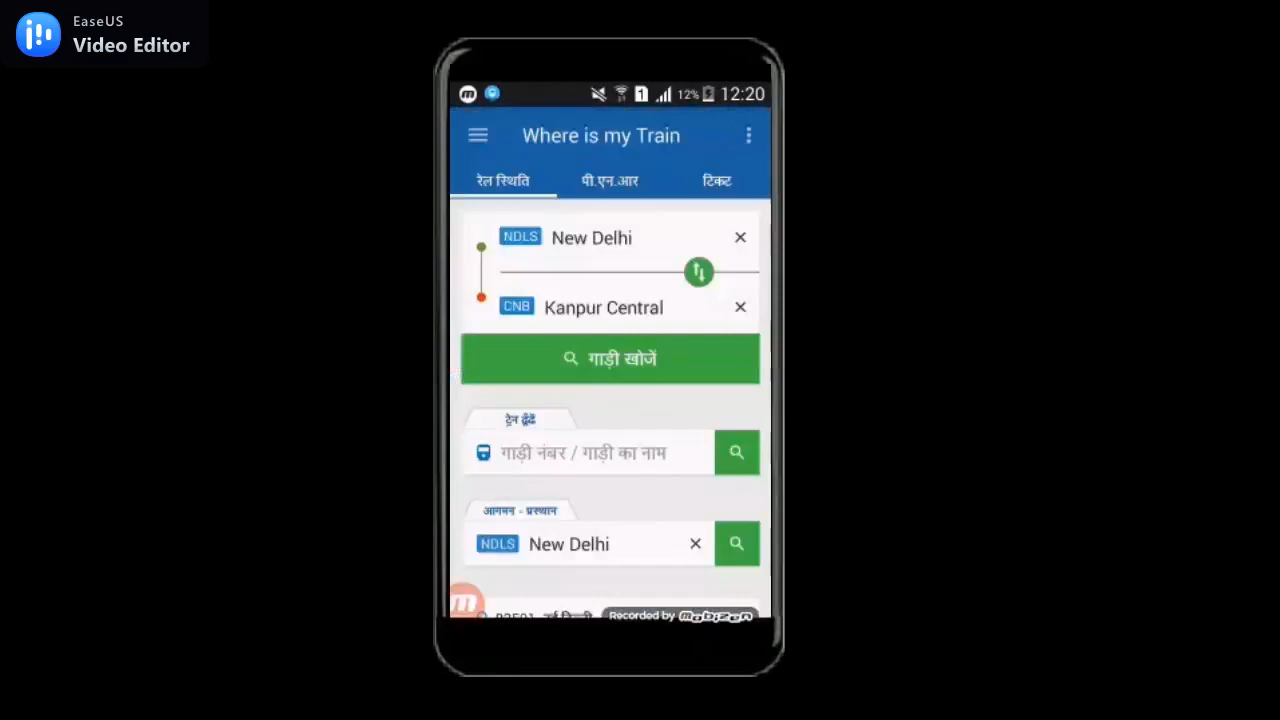 EaseUS
Video Editor
1 12% 12:20
Where is my Train
रेल स्थिति पी.एन.आर टिकट
NDLS New Delhi
CNB Kanpur Central
गाड़ी खोजें
ट्रेन ढूँढें
गाड़ी नंबर / गाड़ी का नाम
आगमन - प्रस्थान
NDLS New Delhi
Recorded by mobizen